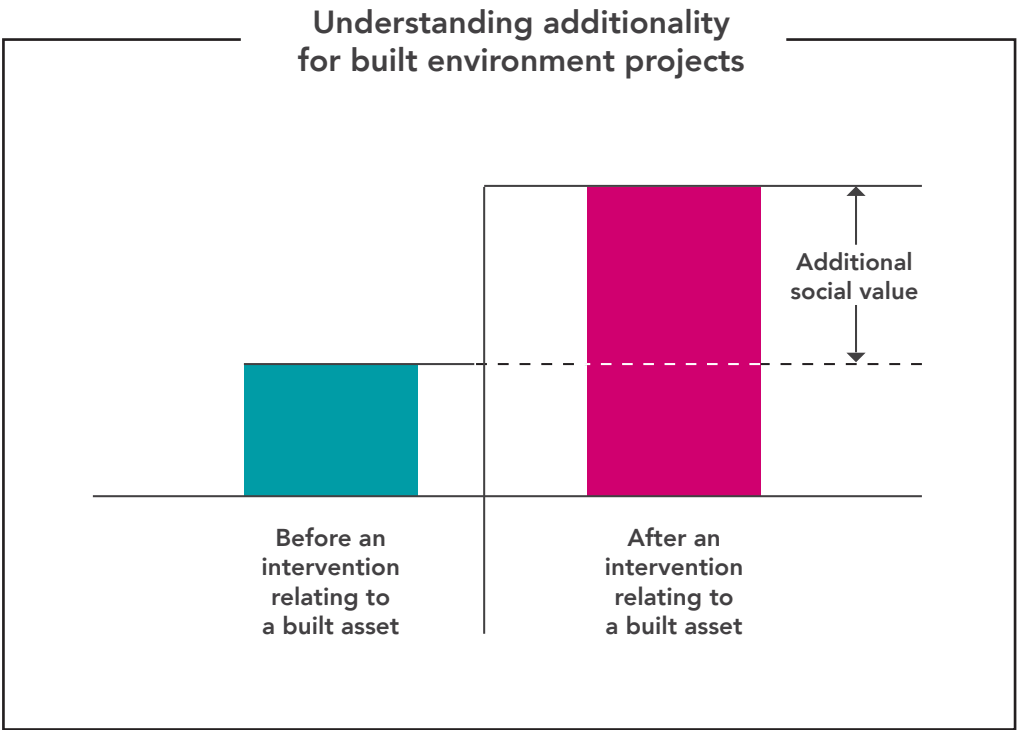 Understanding additionality
for built environment projects
Additional
social value
Before an
intervention
relating to
a built asset
After an
intervention
relating to
a built asset